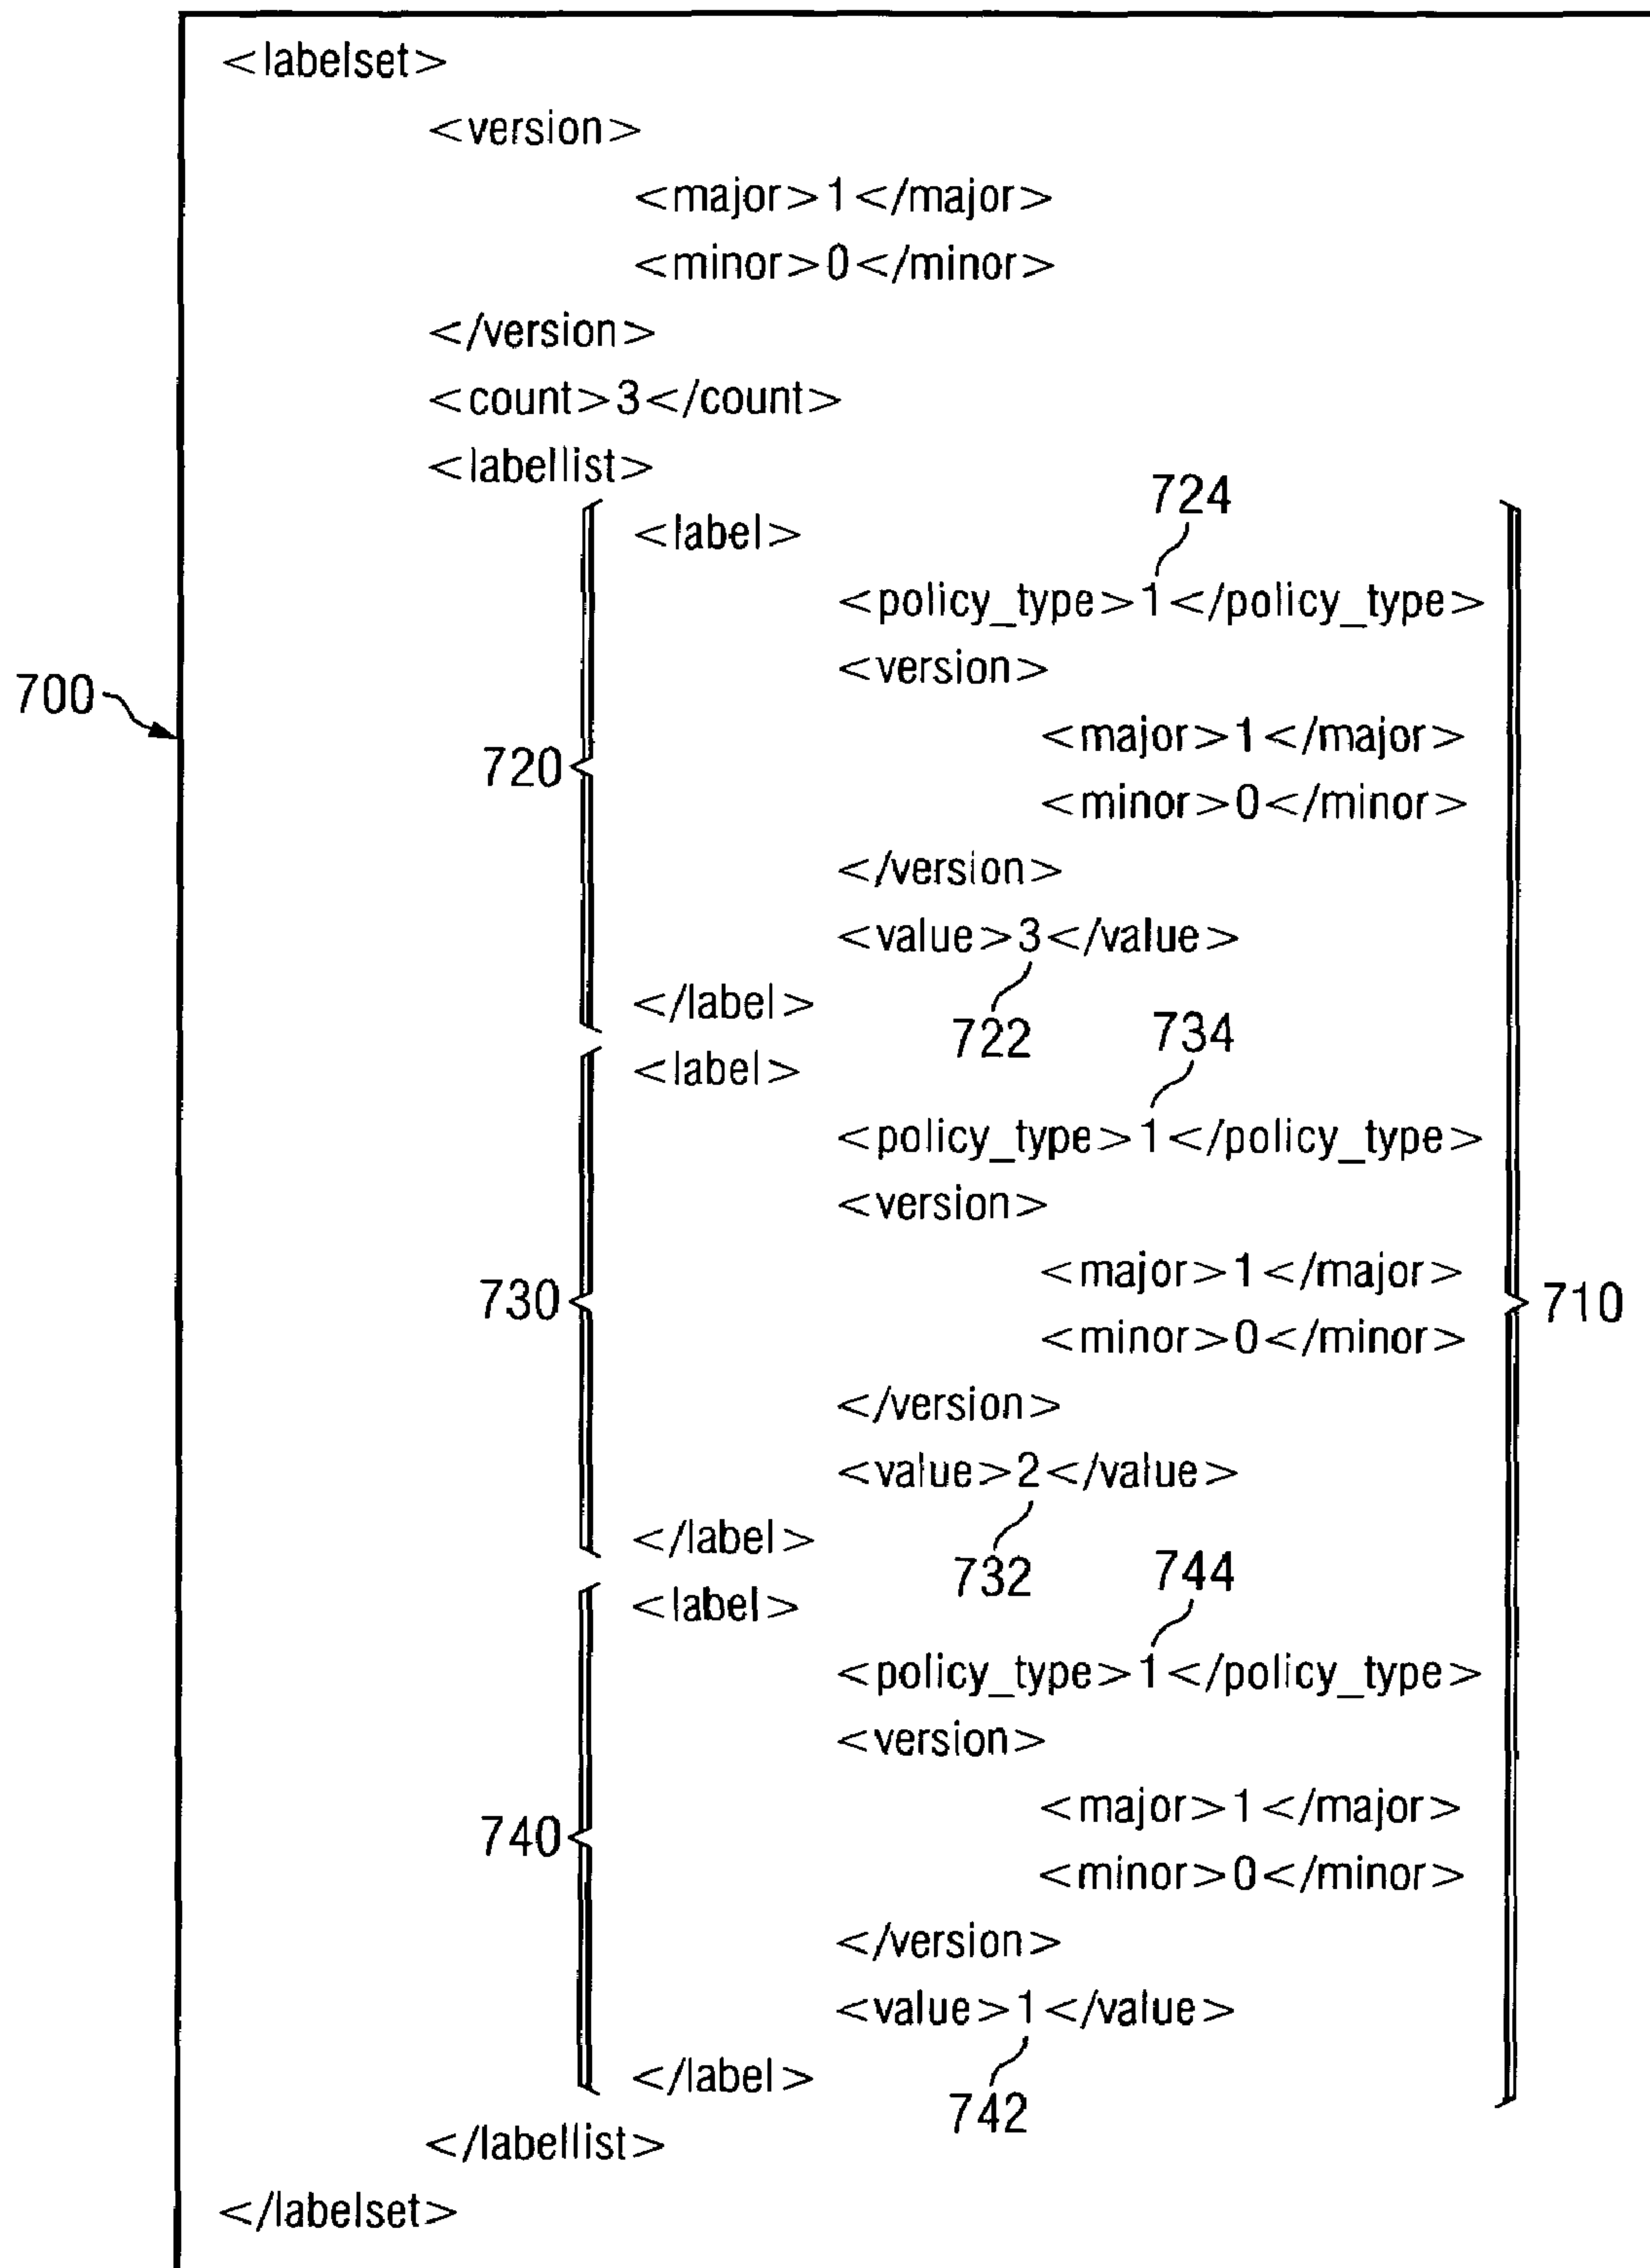 <labelset>
<version>
<major>1</major>
<minor>0</minor>
</version>
<count>3</count>
<labellist>
724
<label>
<policy_type>1</policy_type>
<version>
700
<major>1</major>
720
<minor>0</minor>
</version>
<value>3</value>
</label>
722
734
<label>
<policy_type>1</policy_type>
<version>
<major>1</major>
730
710
<minor>0</minor>
</version>
<value>2</value>
</label>
732
744
<label>
<policy_type>1</policy_type>
<version>
<major>1</major>
740
<minor>0</minor>
</version>
<value>1</value>
</label>
742
</labellist>
</labelset>